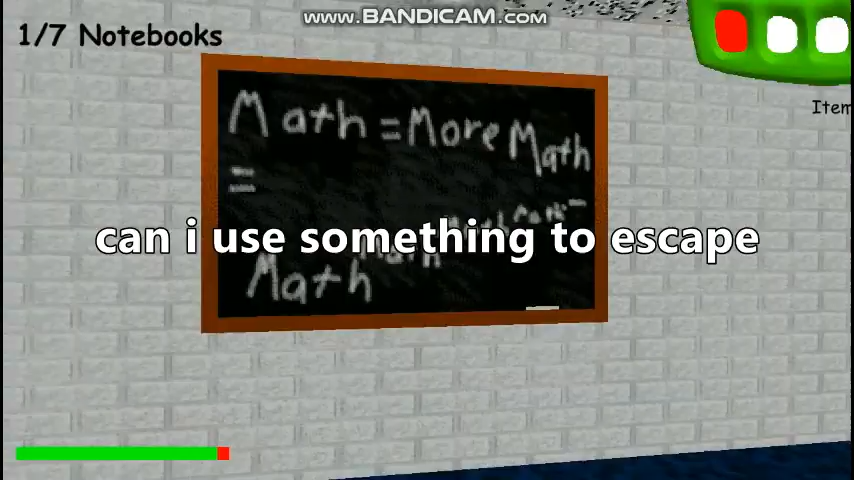 www.BANDICAM.com
1/7 Notebooks
Item
Math = More Math
=
can i use something to escape
Math